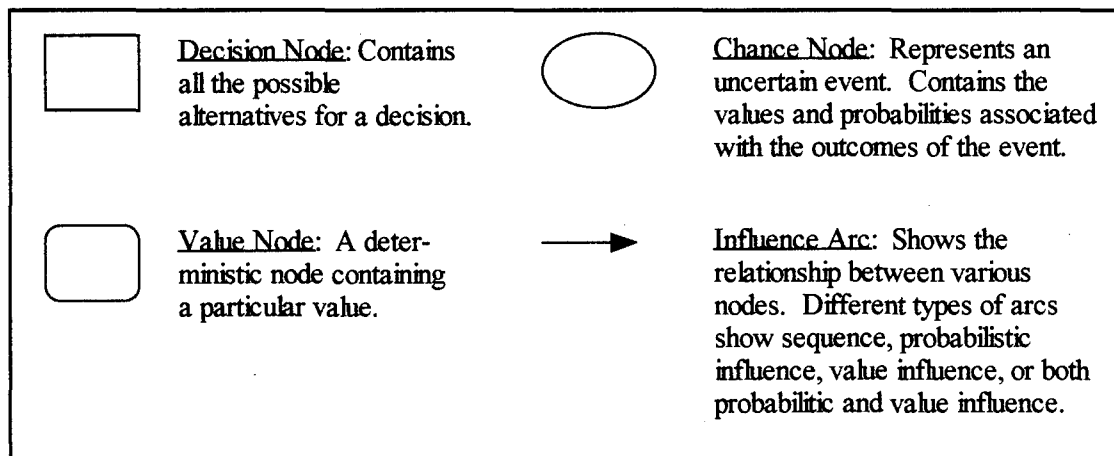 Decision Node: Contains
all the possible
alternatives for a decision.
Chance Node: Represents an
uncertain event. Contains the
values and probabilities associated
with the outcomes of the event.
Value Node: A deter-
ministic node containing
a particular value.
Influence Arc: Shows the
relationship between various
nodes. Different types of arcs
show sequence, probabilistic
influence, value influence, or both
probabilitic and value influence.